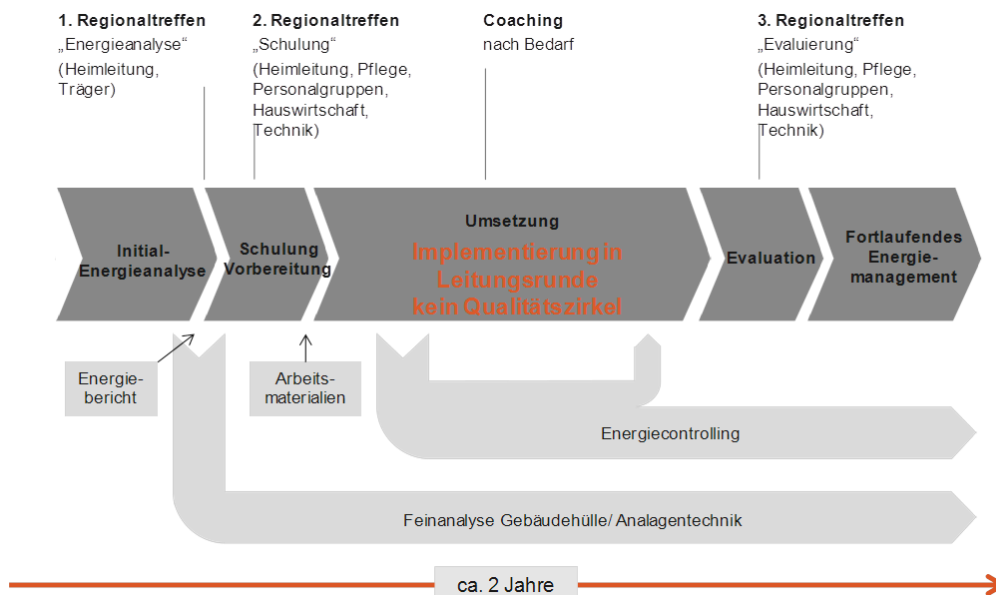 1. Regionaltreffen
„Energieanalyse“
(Heimleitung,
Träger)
2. Regionaltreffen
„Schulung“
(Heimleitung, Pflege,
Personalgruppen,
Hauswirtschaft,
Technik)
Coaching
nach Bedarf
3. Regionaltreffen
„Evaluierung“
(Heimleitung, Pflege,
Personalgruppen,
Hauswirtschaft,
Technik)
Initial-
Energieanalyse
Schulung
Vorbereitung
Umsetzung
Implementierung in
Leitungsrunde
kein Qualitätszirkel
Evaluation
Fortlaufendes
Energie-
management
Energie-
bericht
Arbeits-
materialien
Energiecontrolling
Feinanalyse Gebäudehülle/ Analagentechnik
ca. 2 Jahre